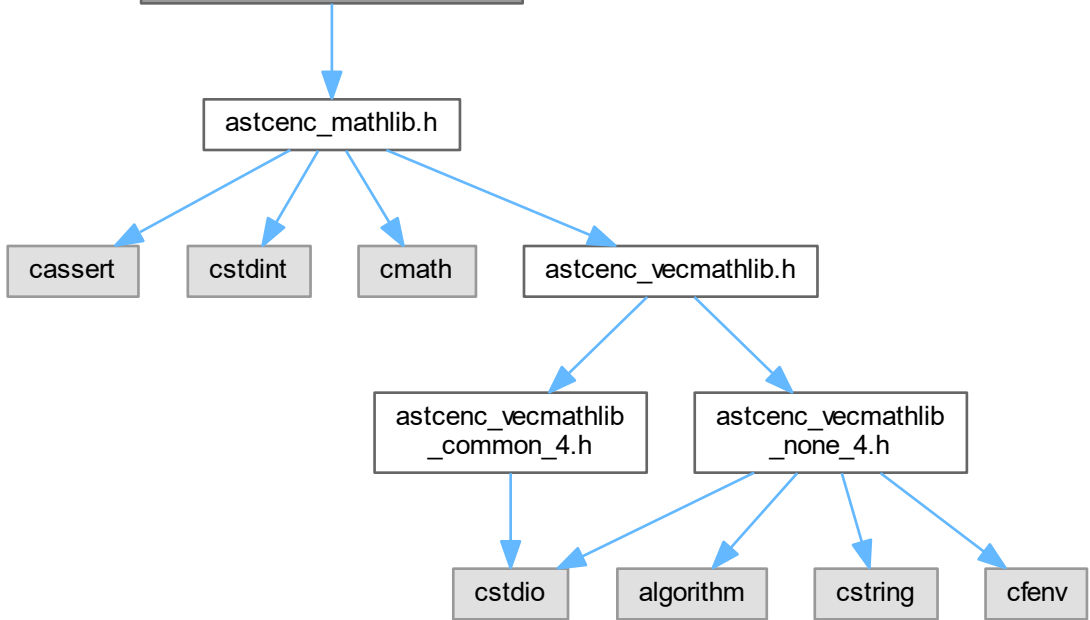 astcenc_mathlib.h
cassert
cstdint
cmath
astcenc_vecmathlib.h
astcenc_vecmathlib
_common_4.h
astcenc_vecmathlib
_none_4.h
cstdio
algorithm
cstring
cfenv